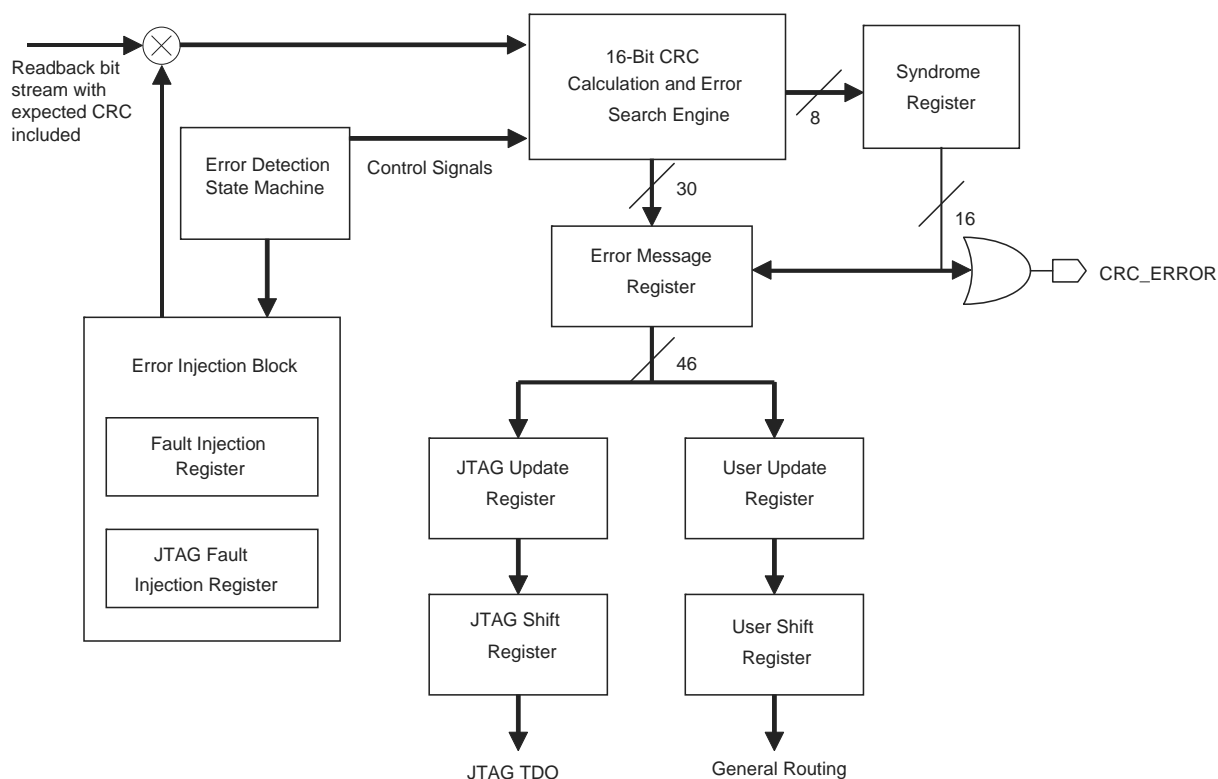 Readback bit
stream with
expected CRC
included
16-Bit CRC
Calculation and Error
Search Engine
8
Syndrome
Register
Error Detection
State Machine
Control Signals
30
16
Error Message
Register
CRC_ERROR
46
Error Injection Block
Fault Injection
Register
JTAG Fault
Injection Register
JTAG Update
Register
User Update
Register
JTAG Shift
Register
User Shift
Register
JTAG TDO
General Routing